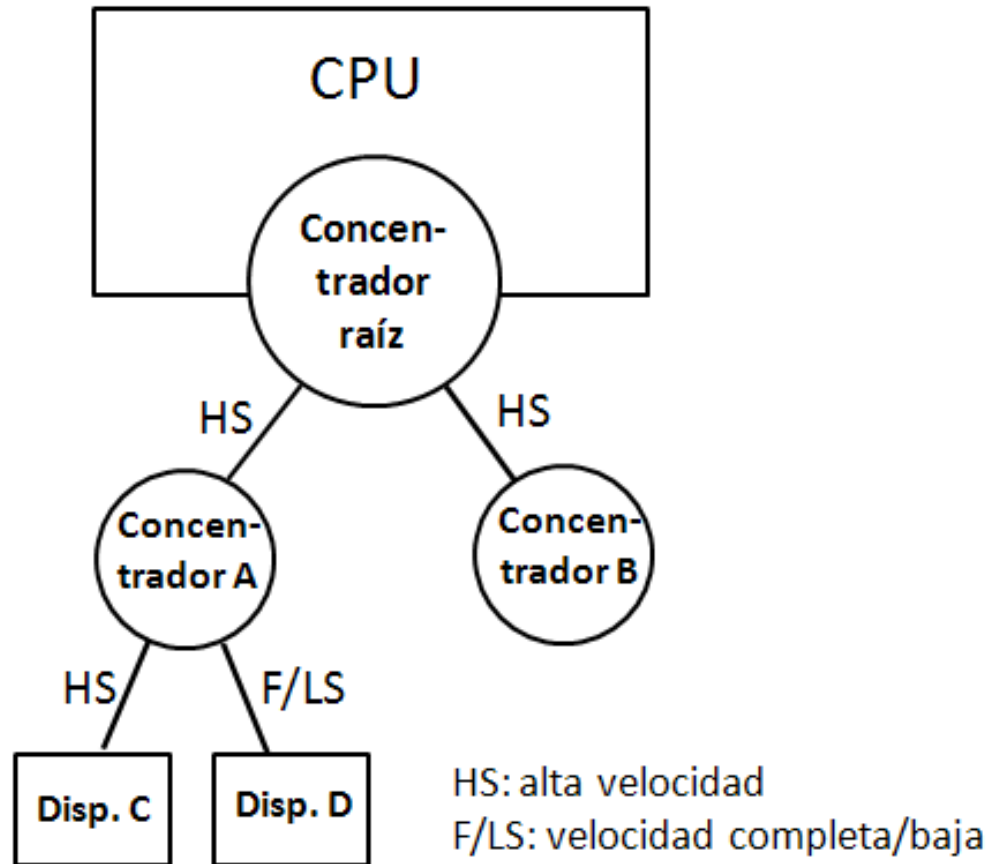 CPU
Concen-
trador
raíz
HS
HS
Concen-
trador A
Concen-
trador B
HS
F/LS
Disp. C
Disp. D
HS: alta velocidad
F/LS: velocidad completa/baja